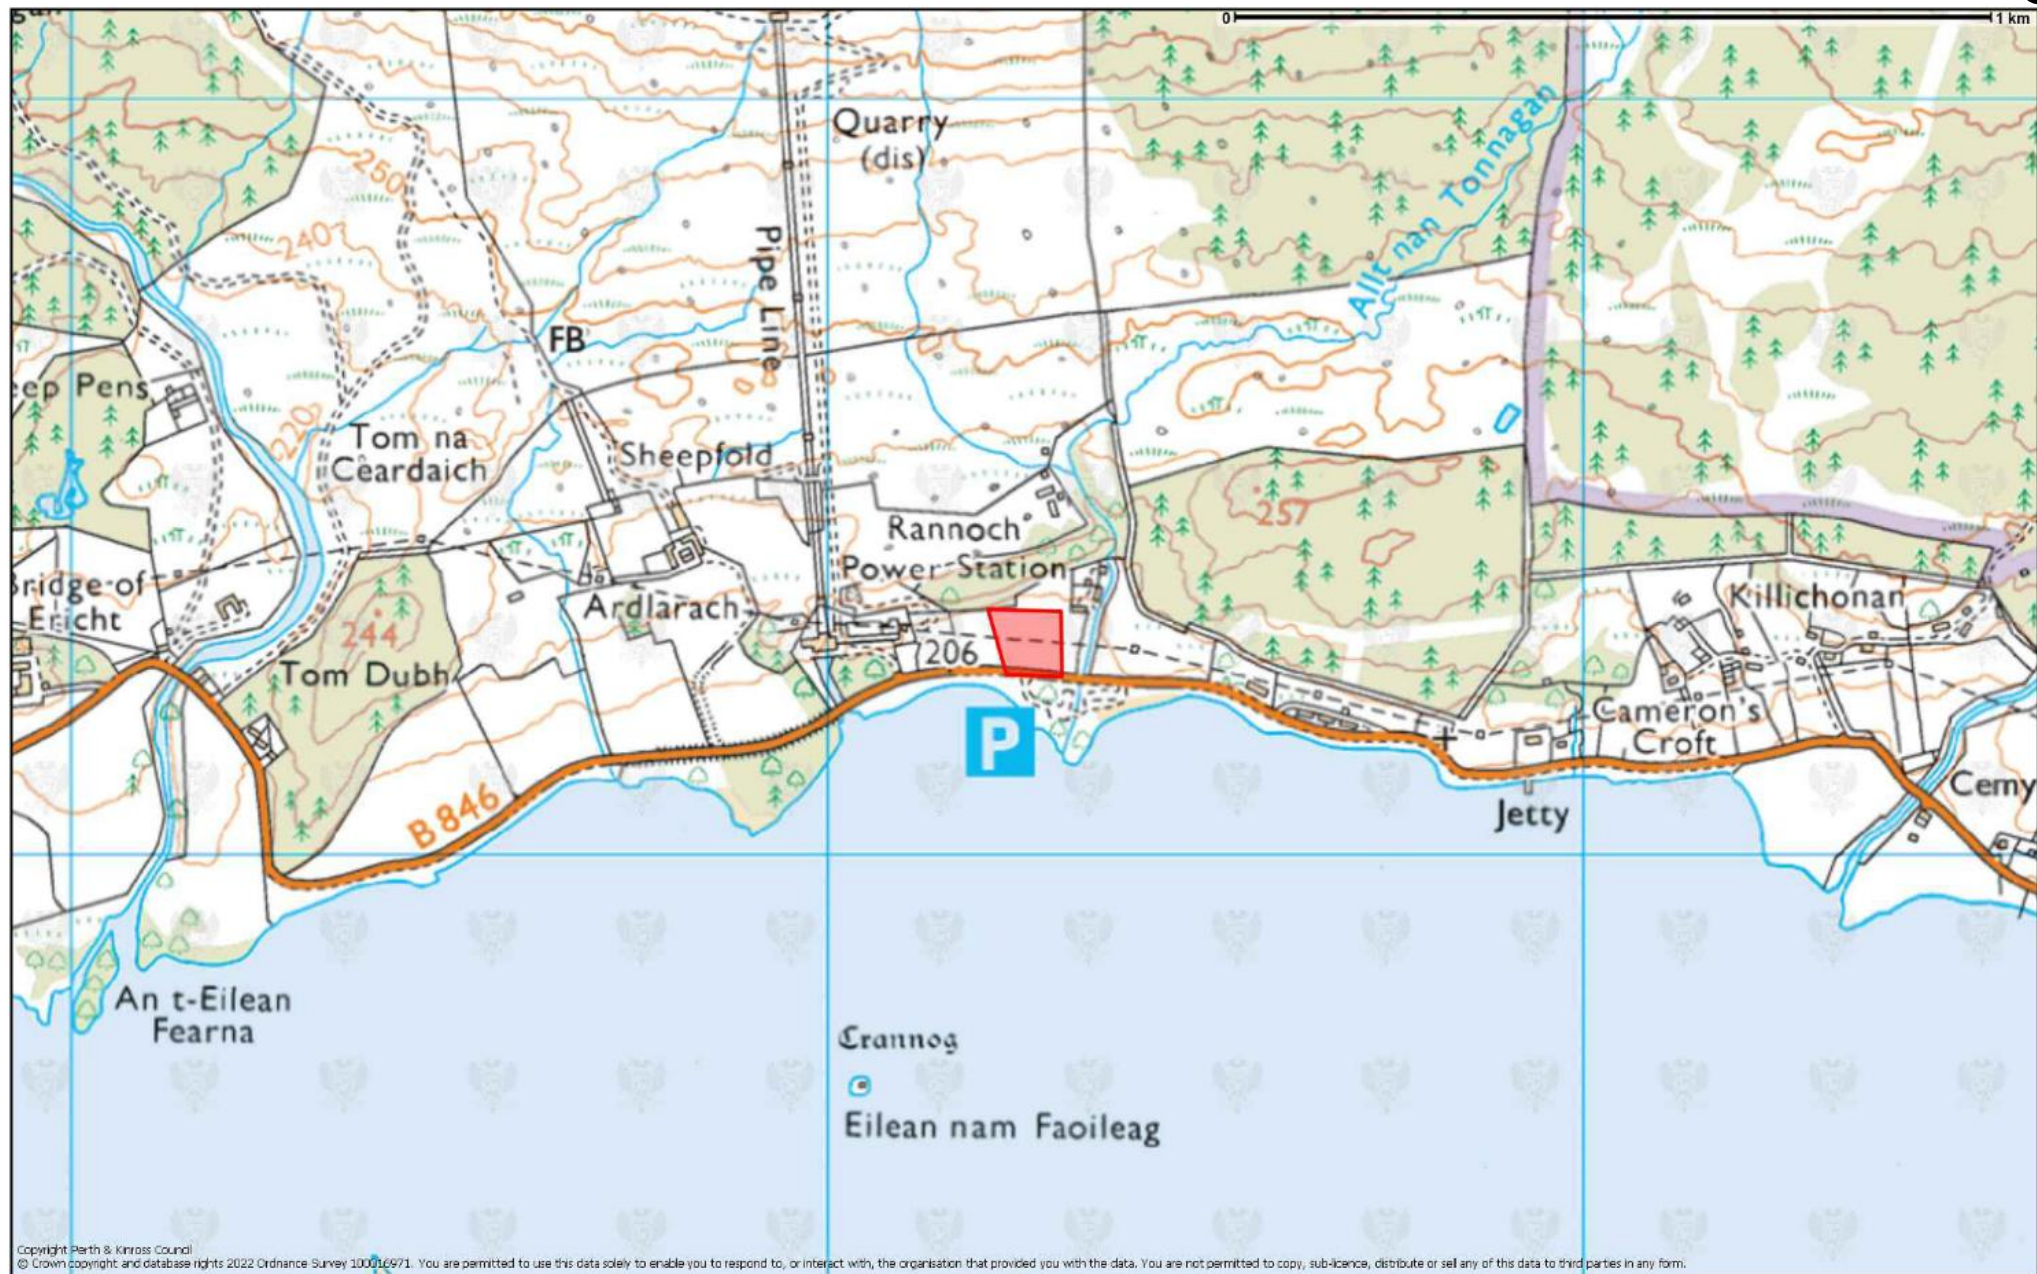 0
1 km
Quarry
(dis)
Allt nan Tonnagan
250
240
Pipe Line
FB
eep Pens
220
Tom na
Ceardaich
Sheepfold
257
Rannoch
Power Station
Bridge of
Ericht
Ardlarach
Killichonan
244
Tom Dubh
206
P
Cameron's
Croft
B 846
Jetty
Cemy
An t-Eilean
Fearna
Crannog
Eilean nam Faoileag
Copyright Perth & Kinross Council
© Crown copyright and database rights 2022 Ordnance Survey 100016971. You are permitted to use this data solely to enable you to respond to, or interact with, the organisation that provided you with the data. You are not permitted to copy, sub-licence, distribute or sell any of this data to third parties in any form.